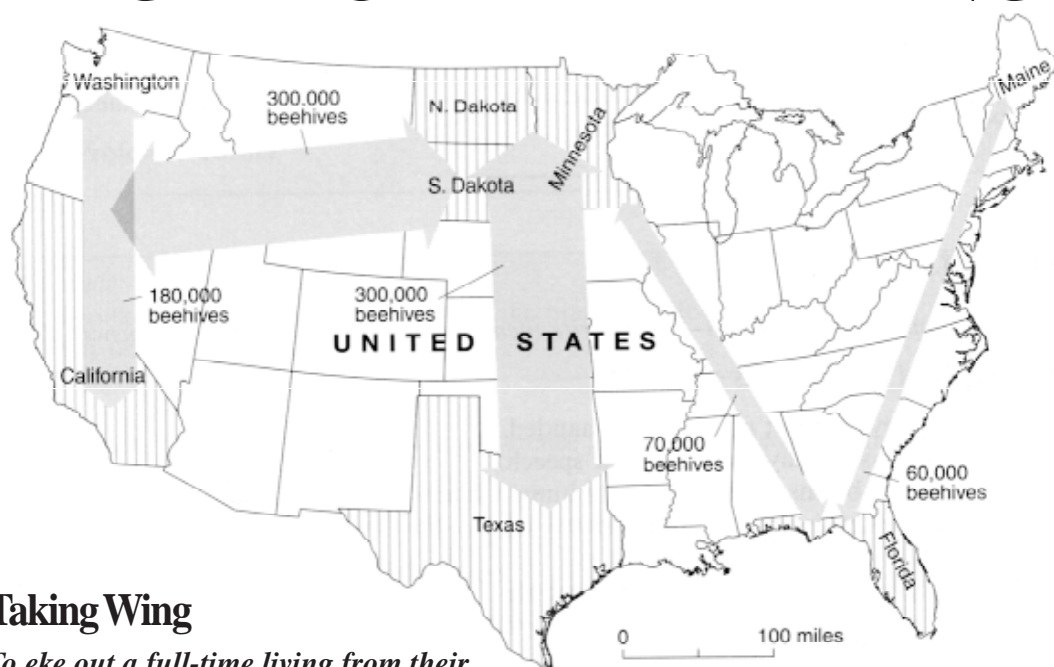 Washington
Maine
300.000
beehives
N. Dakota
Minnesota
S. Dakota
180,000
beehives
300,000
beehives
UNITED STATES
California
70,000
beehives
60,000
beehives
Texas
Florida
Taking Wing
0 100 miles
To eke out a full-time living from their